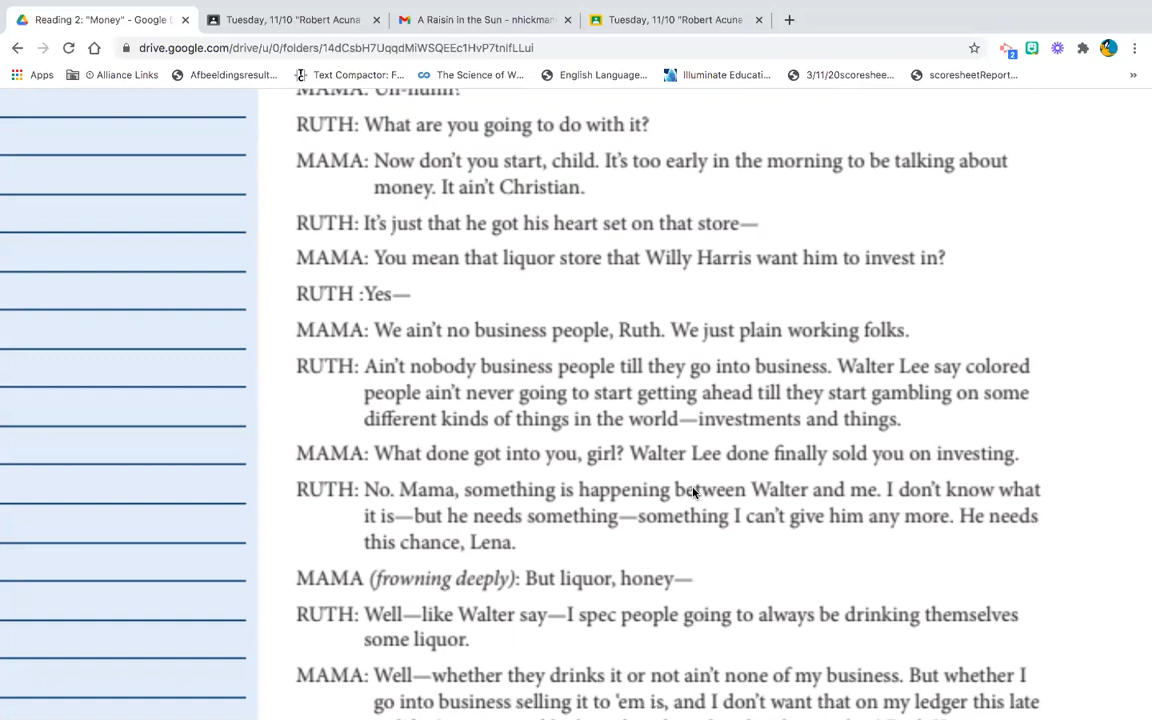 Reading 2: "Money" - Google
Tuesday, 11/10 "Robert Acuna
A Raisin in the Sun - nhickman
Tuesday, 11/10 "Robert Acuna
drive.google.com/drive/u/0/folders/14dCsbH7UqqdMiWSQEEc1HvP7tnlfLLui
2
Apps
Alliance Links
Afbeeldingsresult...
Text Compactor: F...
The Science of W...
English Language...
Illuminate Educati...
3/11/20scoreshee...
scoresheetReport...
»
RUTH: What are you going to do with it?
MAMA: Now don't you start, child. It's too early in the morning to be talking about
money. It ain't Christian.
RUTH: It's just that he got his heart set on that store—
MAMA: You mean that liquor store that Willy Harris want him to invest in?
RUTH :Yes—
MAMA: We ain't no business people, Ruth. We just plain working folks.
RUTH: Ain't nobody business people till they go into business. Walter Lee say colored
people ain't never going to start getting ahead till they start gambling on some
different kinds of things in the world—investments and things.
MAMA: What done got into you, girl? Walter Lee done finally sold you on investing.
RUTH: No. Mama, something is happening between Walter and me. I don't know what
it is—but he needs something—something I can't give him any more. He needs
this chance, Lena.
MAMA (frowning deeply): But liquor, honey—
RUTH: Well—like Walter say—I spec people going to always be drinking themselves
some liquor.
MAMA: Well—whether they drinks it or not ain't none of my business. But whether I
go into business selling it to 'em is, and I don't want that on my ledger this late